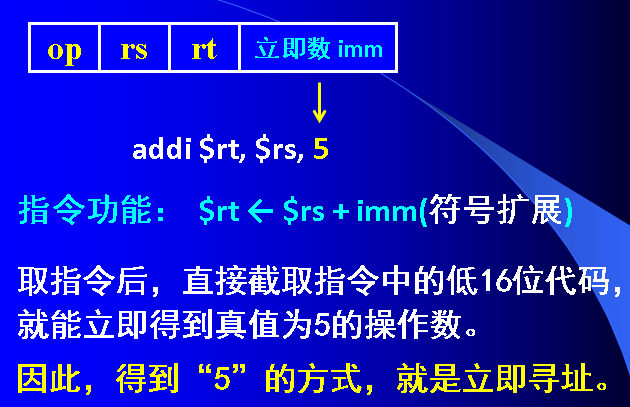 op rs rt 立即数 imm
addi $rt, $rs, 5
指令功能： $rt ← $rs + imm(符号扩展)
取指令后，直接截取指令中的低16位代码，
就能立即得到真值为5的操作数。
因此，得到“5”的方式，就是立即寻址。